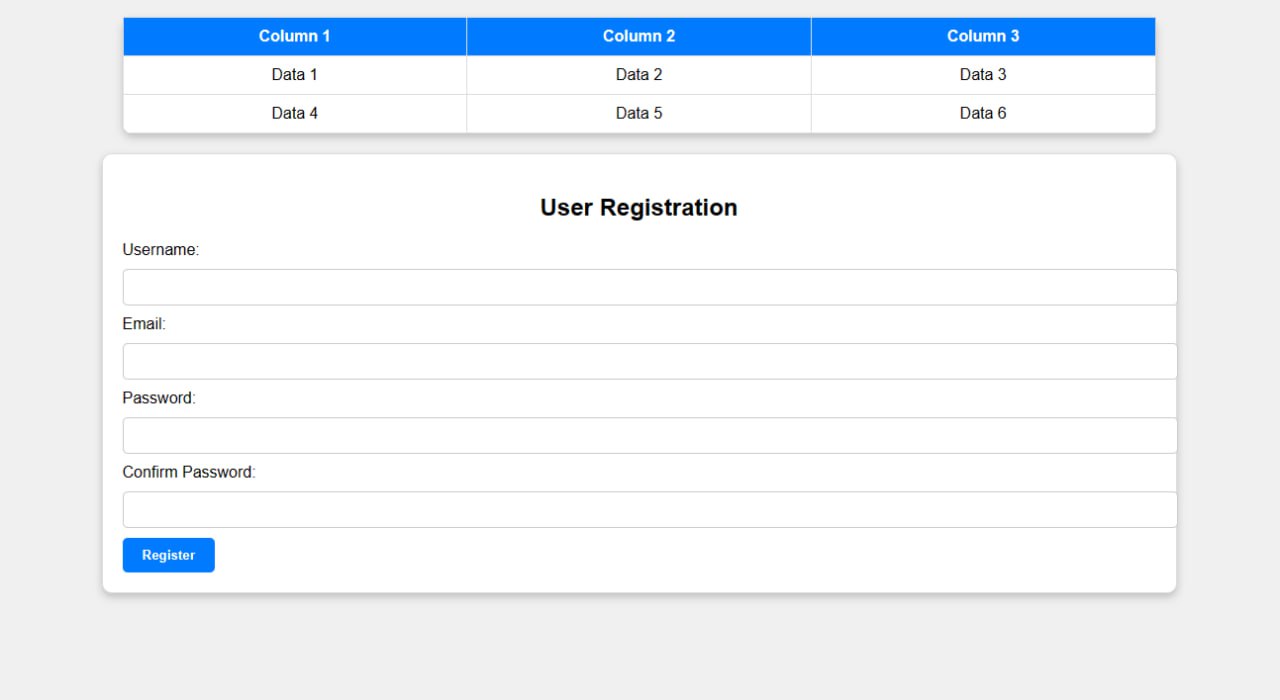 Column 1 Column 2 Column 3
Data 1 Data 2 Data 3
Data 4 Data 5 Data 6
User Registration
Username:
Email:
Password:
Confirm Password:
Register